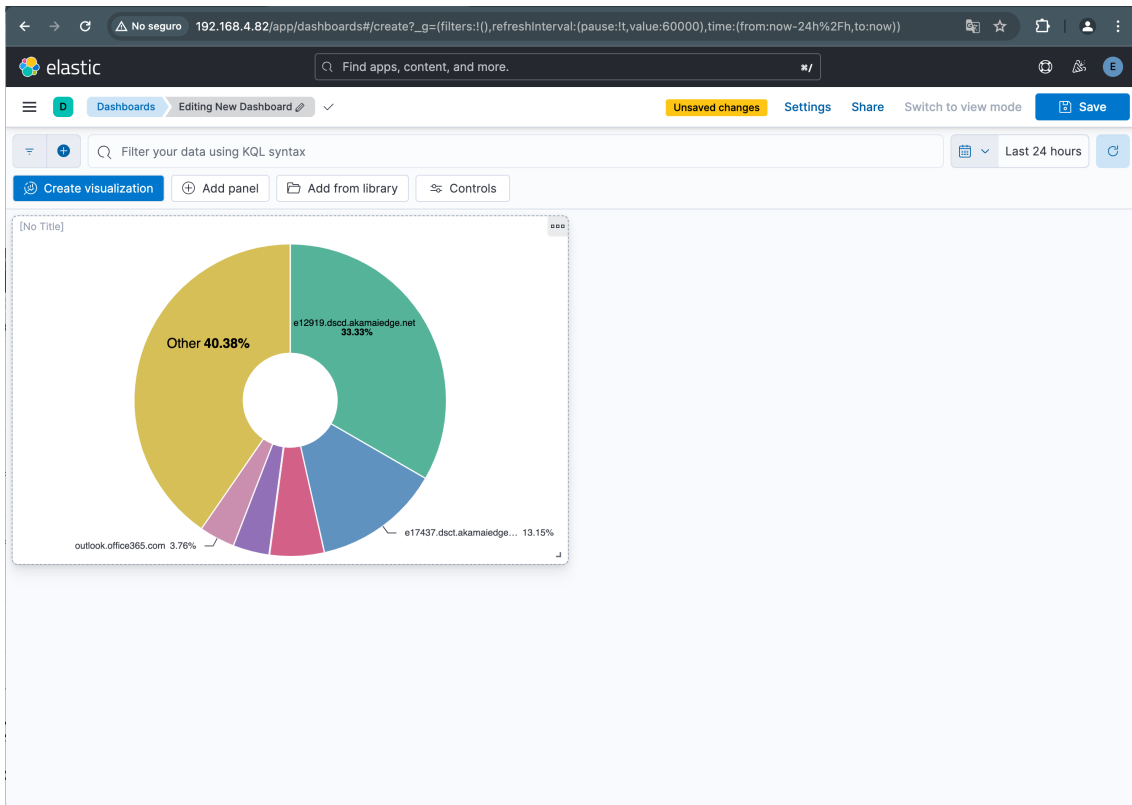 No seguro 192.168.4.82/app/dashboards#/create?_g=(filters:!(),refreshInterval:(pause:!t,value:60000),time:(from:now-24h%2Fh,to:now))
elastic
Find apps, content, and more.
⌘/
E
D
Dashboards
Editing New Dashboard
Unsaved changes
Settings
Share
Switch to view mode
Save
Filter your data using KQL syntax
Last 24 hours
Create visualization
Add panel
Add from library
Controls
[No Title]
e12919.dscd.akamaiedge.net
33.33%
Other 40.38%
e17437.dsct.akamaiedge... 13.15%
outlook.office365.com 3.76%